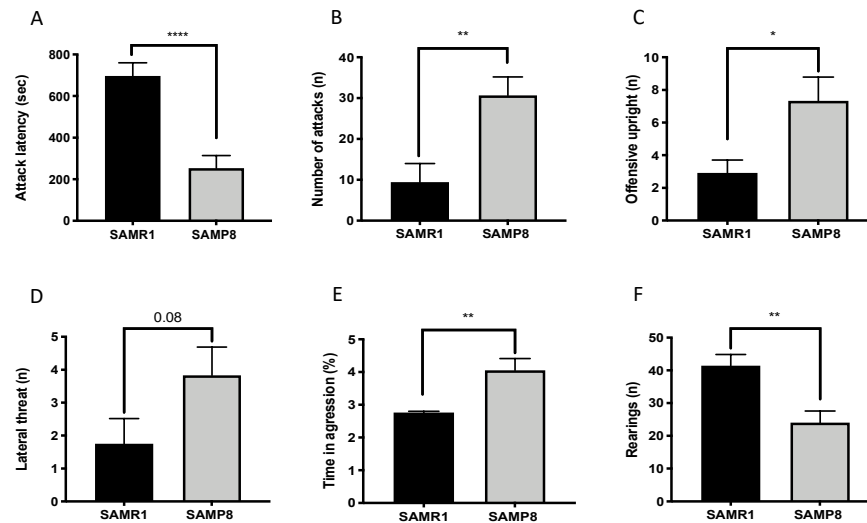 A
Attack latency (sec)
****
800
600
400
200
0
SAMR1 SAMP8
B
Number of attacks (n)
**
40
30
20
10
0
SAMR1 SAMP8
C
Offensive upright (n)
*
10
8
6
4
2
0
SAMR1 SAMP8
D
Lateral threat (n)
0.08
5
4
3
2
1
0
SAMR1 SAMP8
E
Time in agression (%)
**
5
4
3
2
1
0
SAMR1 SAMP8
F
Rearings (n)
**
50
40
30
20
10
0
SAMR1 SAMP8